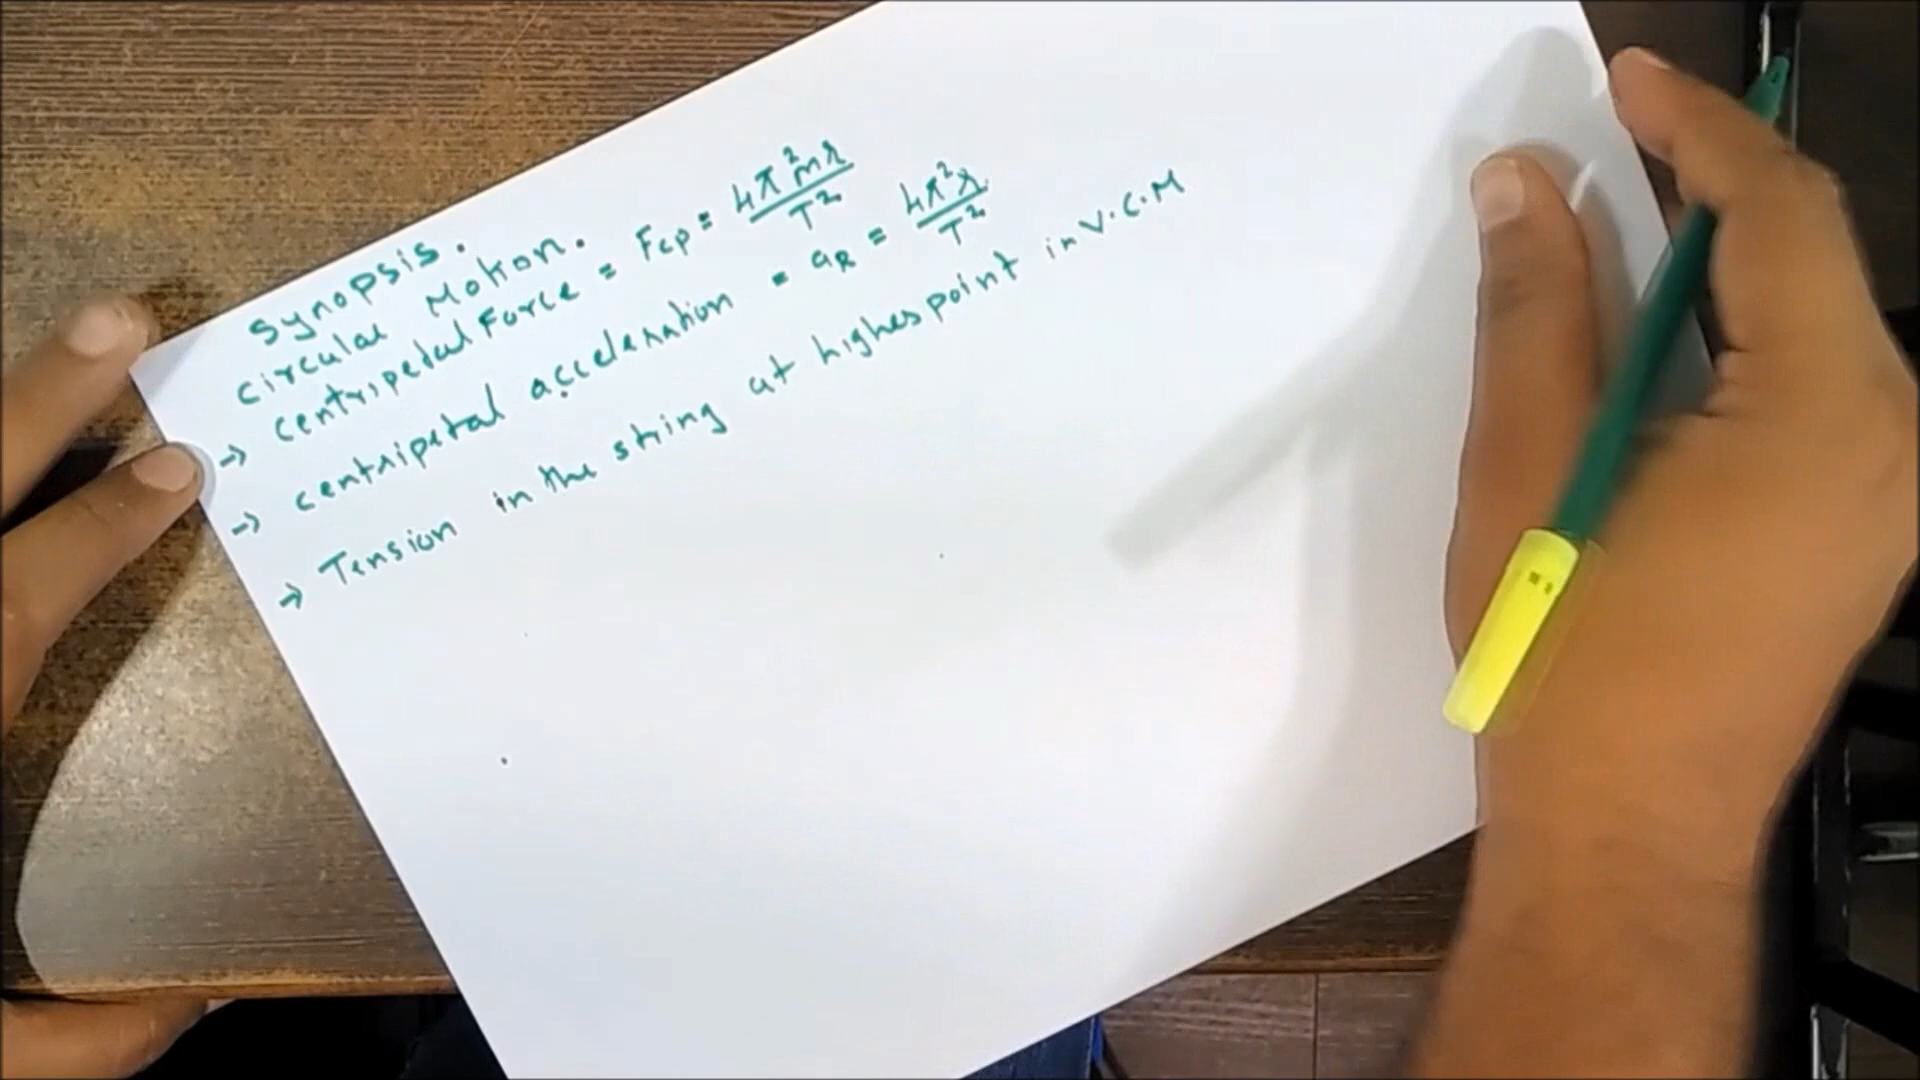 Synopsis.
Circular Motion.
→ centripetal Force = Fcp = 4π²mr/T²
→ centripetal acceleration = aR = 4π²r/T²
→ Tension in the string at highes point in V.C.M